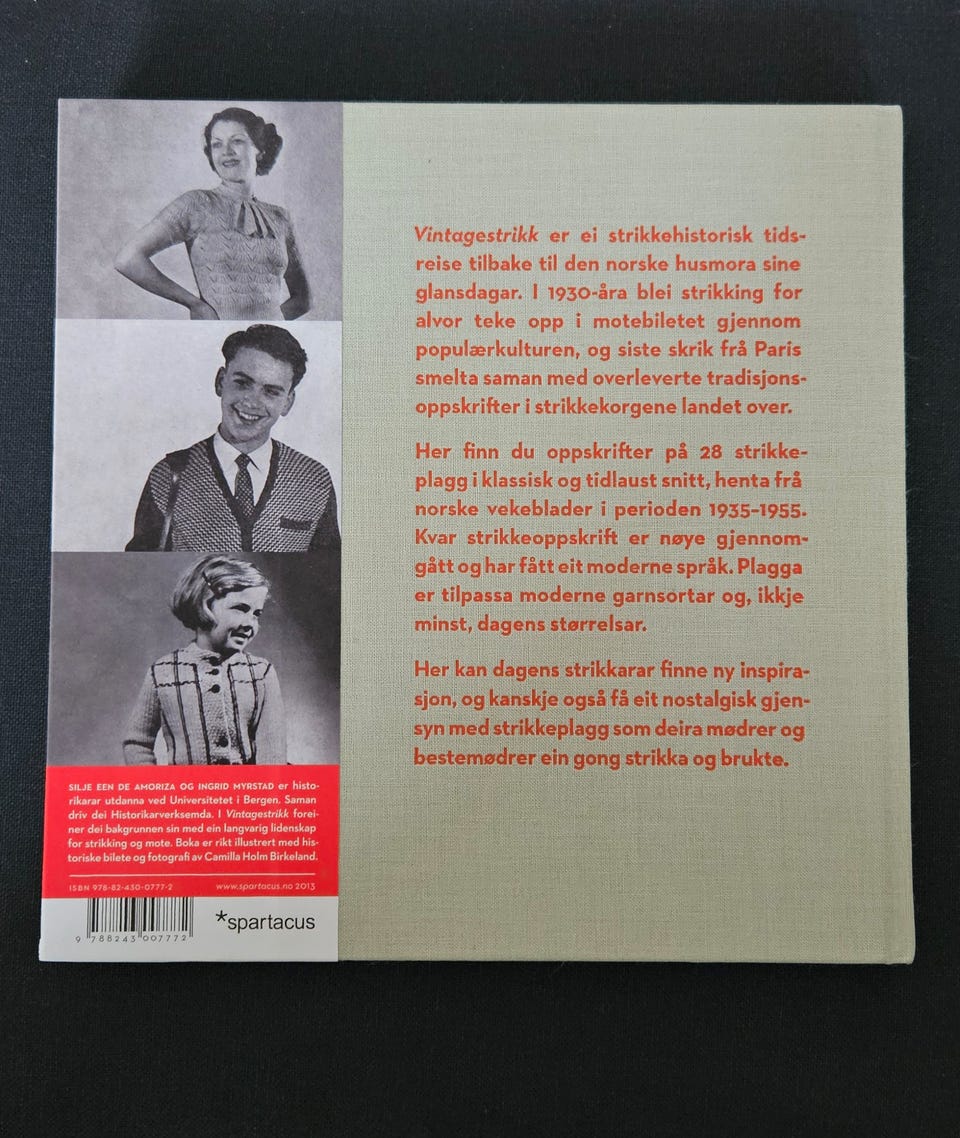 Vintagestrikk er ei strikkehistorisk tids-
reise tilbake til den norske husmora sine
glansdagar. I 1930-åra blei strikking for
alvor teke opp i motebiletet gjennom
populærkulturen, og siste skrik frå Paris
smelta saman med overleverte tradisjons-
oppskrifter i strikkekorgene landet over.
Her finn du oppskrifter på 28 strikke-
plagg i klassisk og tidlaust snitt, henta frå
norske vekeblader i perioden 1935–1955.
Kvar strikkeoppskrift er nøye gjennom-
gått og har fått eit moderne språk. Plagga
er tilpassa moderne garnsortar og, ikkje
minst, dagens størrelsar.
Her kan dagens strikkarar finne ny inspira-
sjon, og kanskje også få eit nostalgisk gjen-
syn med strikkeplagg som deira mødrer og
bestemødrer ein gong strikka og brukte.
SILJE EEN DE AMORIZA OG INGRID MYRSTAD er histo-
rikarar utdanna ved Universitetet i Bergen. Saman
driv dei Historikarverksemda. I Vintagestrikk forei-
ner dei bakgrunnen sin med ein langvarig lidenskap
for strikking og mote. Boka er rikt illustrert med his-
toriske bilete og fotografi av Camilla Holm Birkeland.
ISBN 978-82-430-0777-2 www.spartacus.no 2013
9 788243 007772
*spartacus